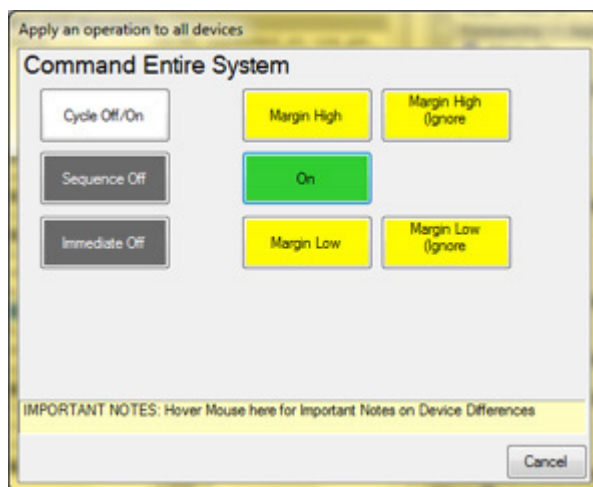 Apply an operation to all devices
Command Entire System
Cycle Off/On
Margin High
Margin High
(Ignore
Sequence Off
On
Immediate Off
Margin Low
Margin Low
(Ignore
IMPORTANT NOTES: Hover Mouse here for Important Notes on Device Differences
Cancel